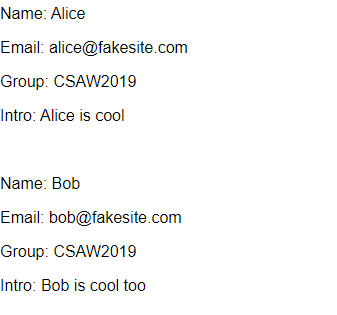 Name: Alice
Email: alice@fakesite.com
Group: CSAW2019
Intro: Alice is cool
Name: Bob
Email: bob@fakesite.com
Group: CSAW2019
Intro: Bob is cool too